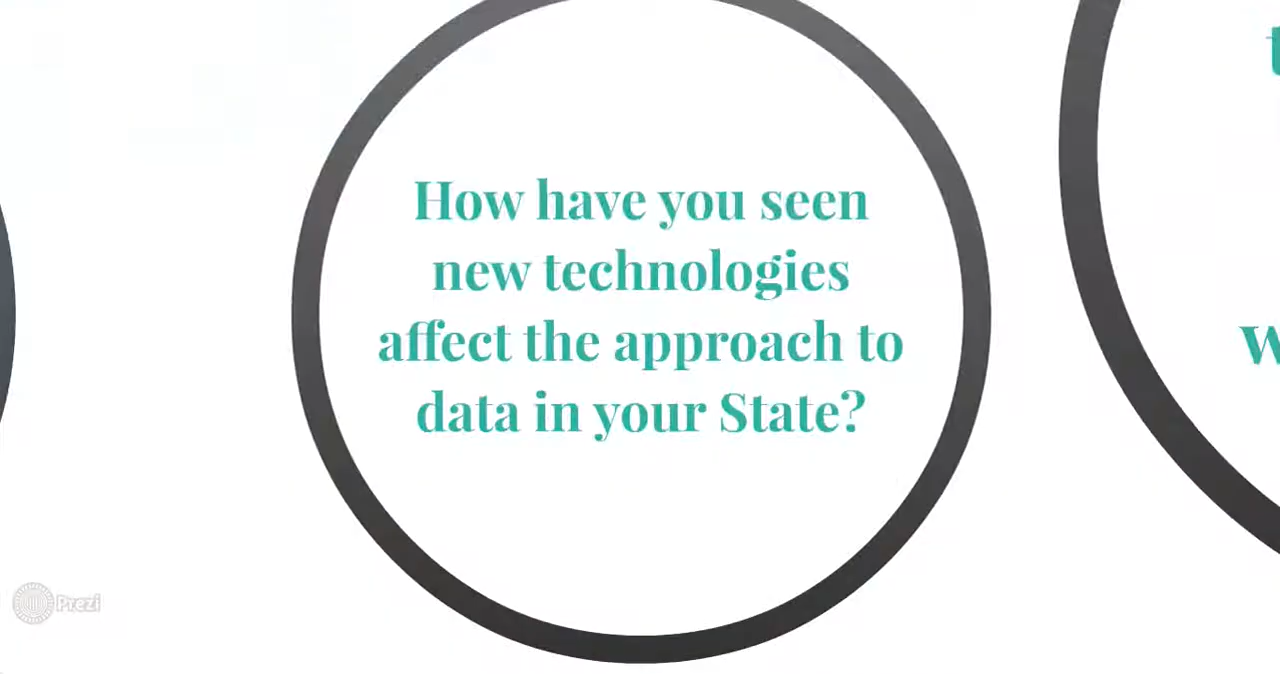 How have you seen
new technologies
affect the approach to
data in your State?
Prezi